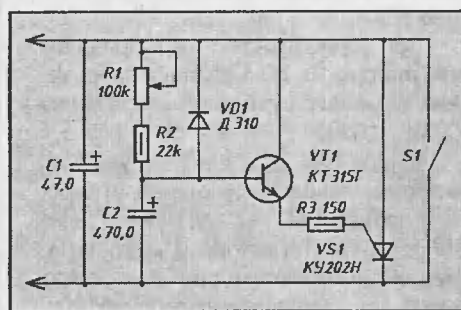 R1
100k
R2
22k
VD1
Д 310
C1 +
47,0
C2 +
470,0
VT1
КТ315Г
R3 150
VS1
КУ202Н
S1